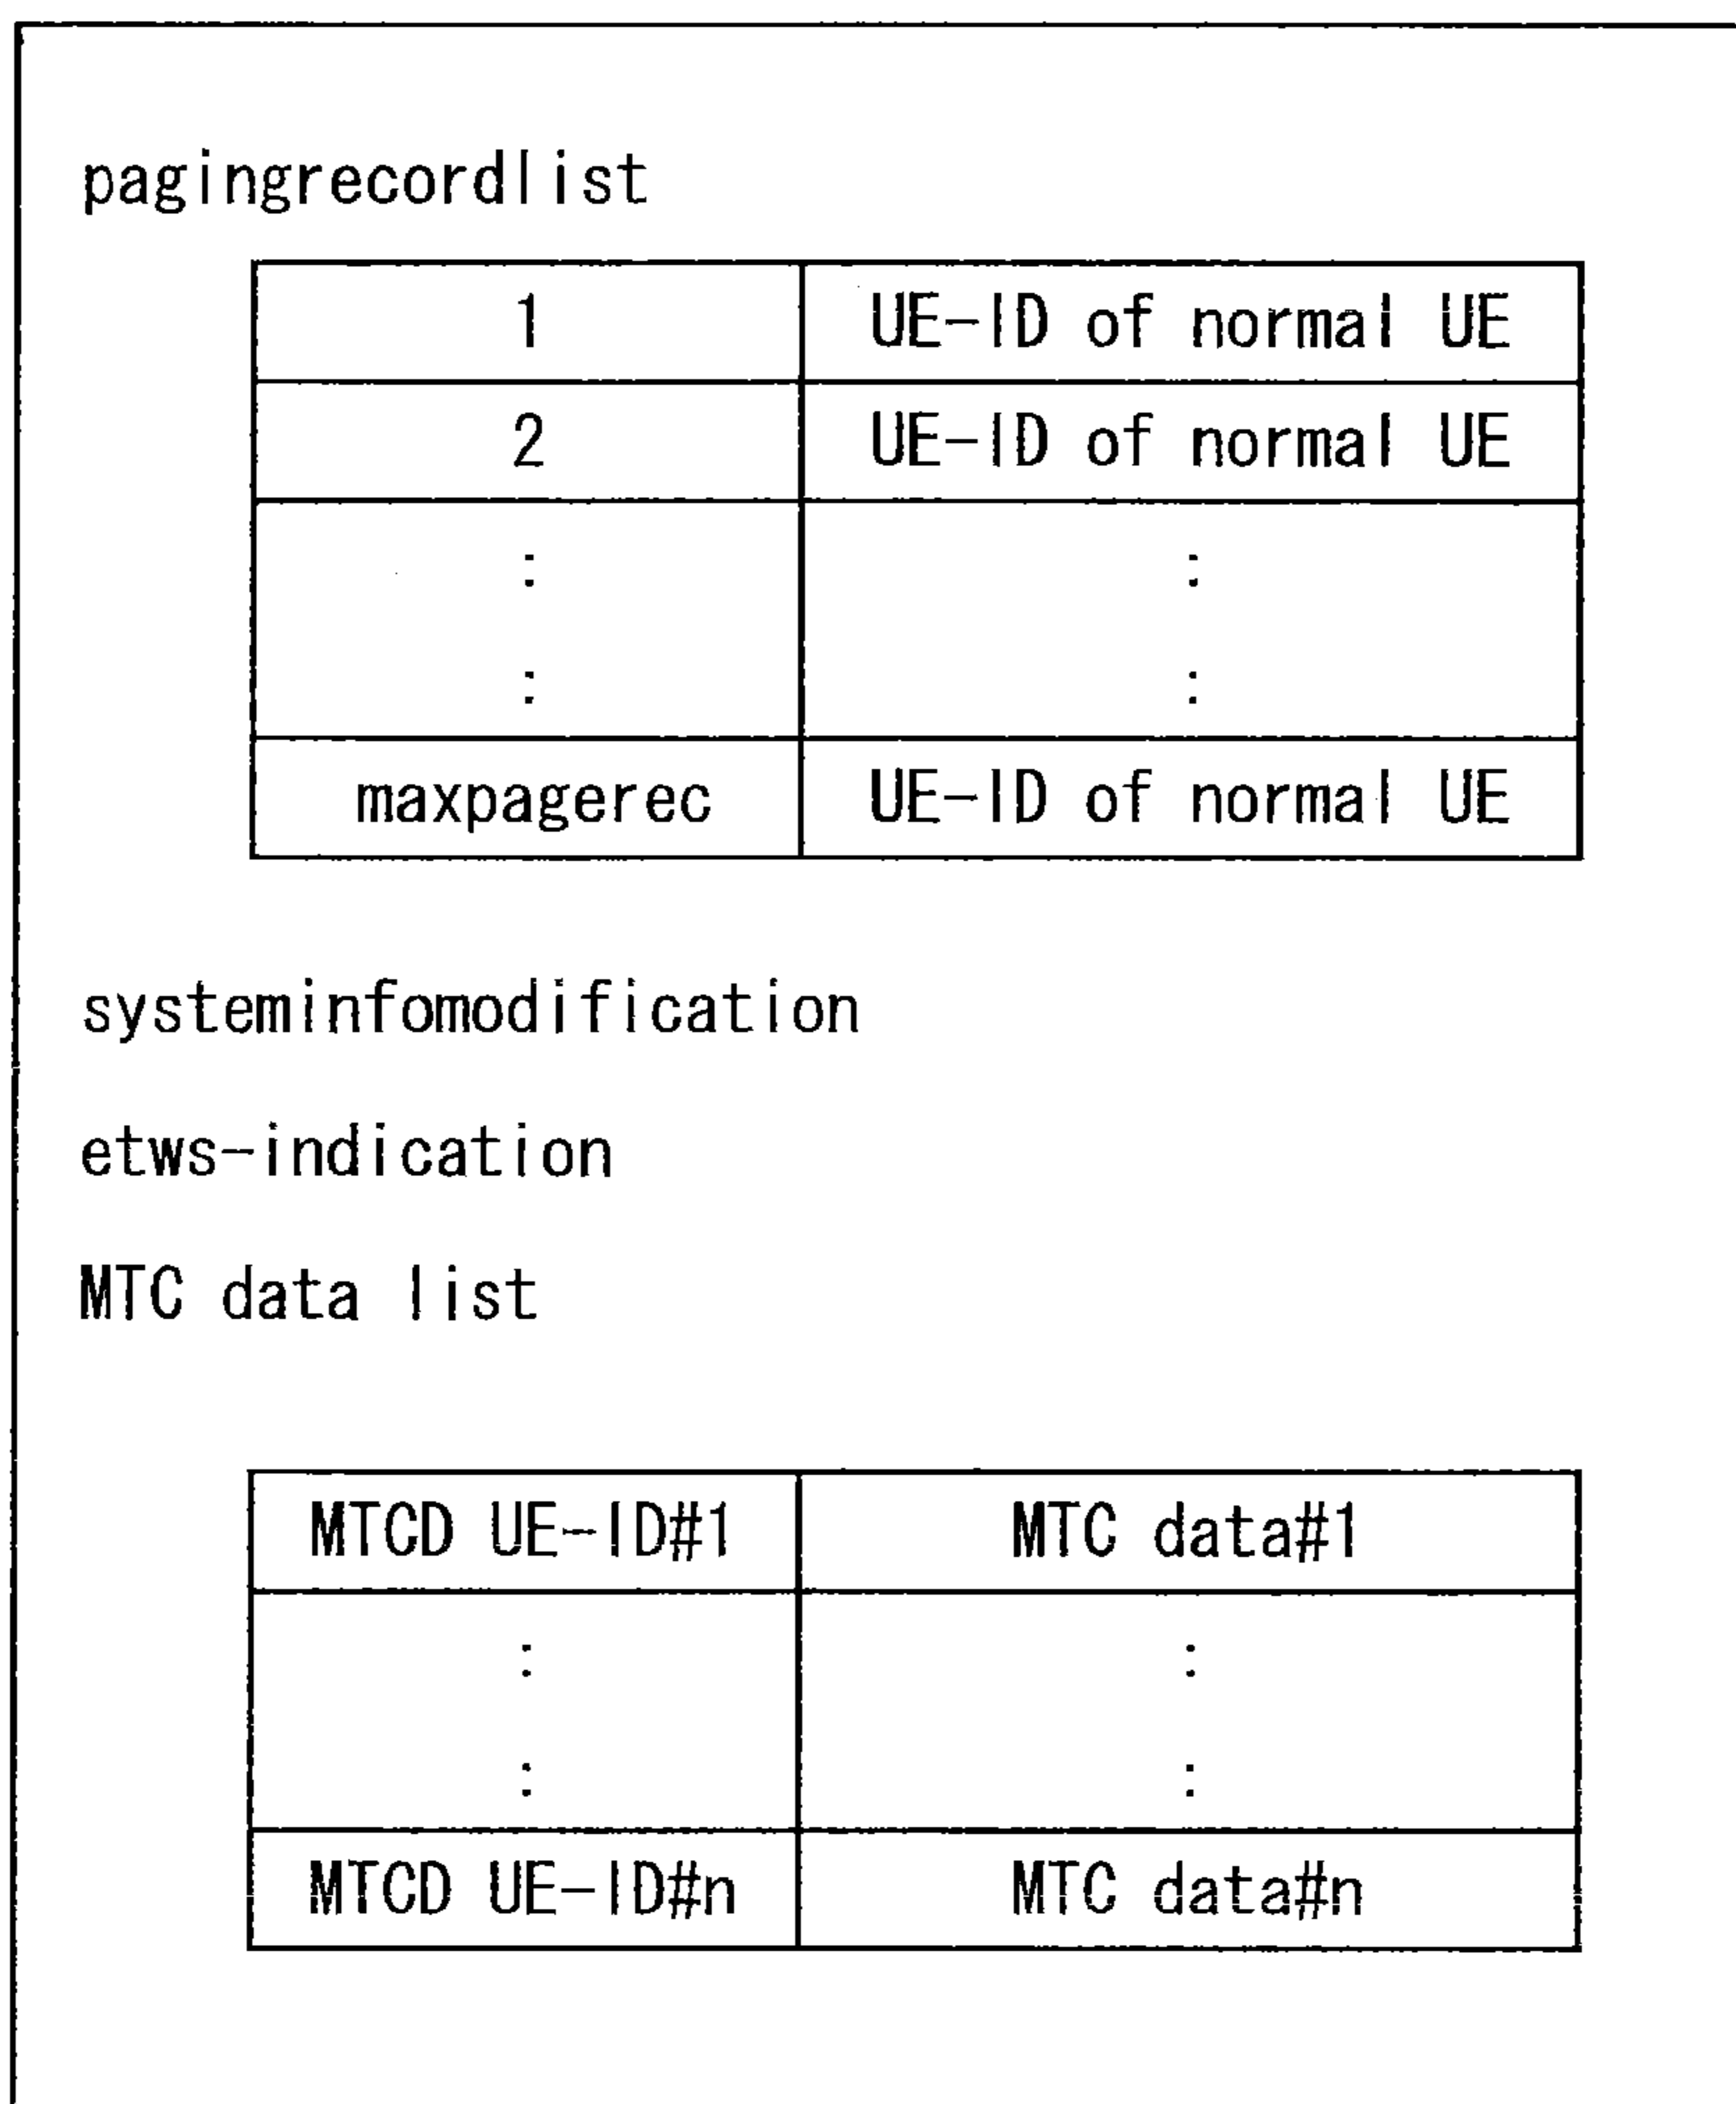 pagingrecordlist
1 UE-ID of normal UE
2 UE-ID of normal UE
: :
: :
maxpagerec UE-ID of normal UE
systeminfomodification
etws-indication
MTC data list
MTCD UE-ID#1 MTC data#1
: :
: :
MTCD UE-ID#n MTC data#n